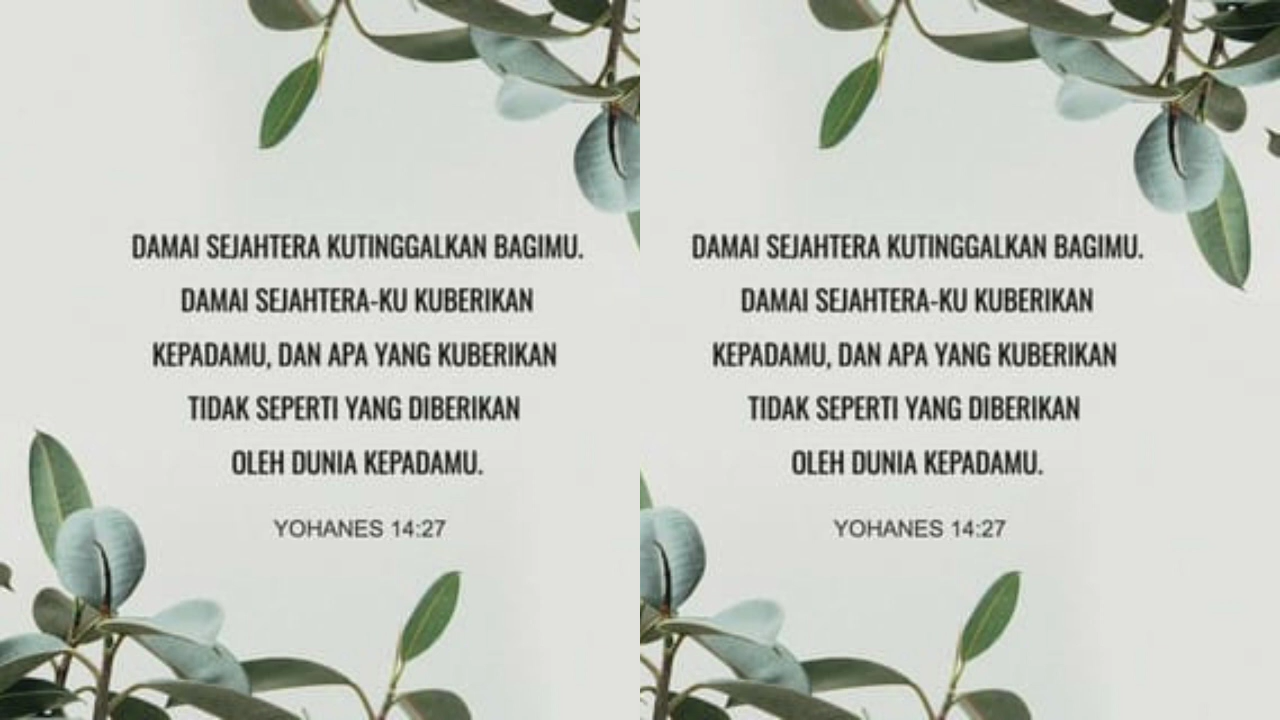 DAMAI SEJAHTERA KUTINGGALKAN BAGIMU.
DAMAI SEJAHTERA-KU KUBERIKAN
KEPADAMU, DAN APA YANG KUBERIKAN
TIDAK SEPERTI YANG DIBERIKAN
OLEH DUNIA KEPADAMU.
YOHANES 14:27
DAMAI SEJAHTERA KUTINGGALKAN BAGIMU.
DAMAI SEJAHTERA-KU KUBERIKAN
KEPADAMU, DAN APA YANG KUBERIKAN
TIDAK SEPERTI YANG DIBERIKAN
OLEH DUNIA KEPADAMU.
YOHANES 14:27